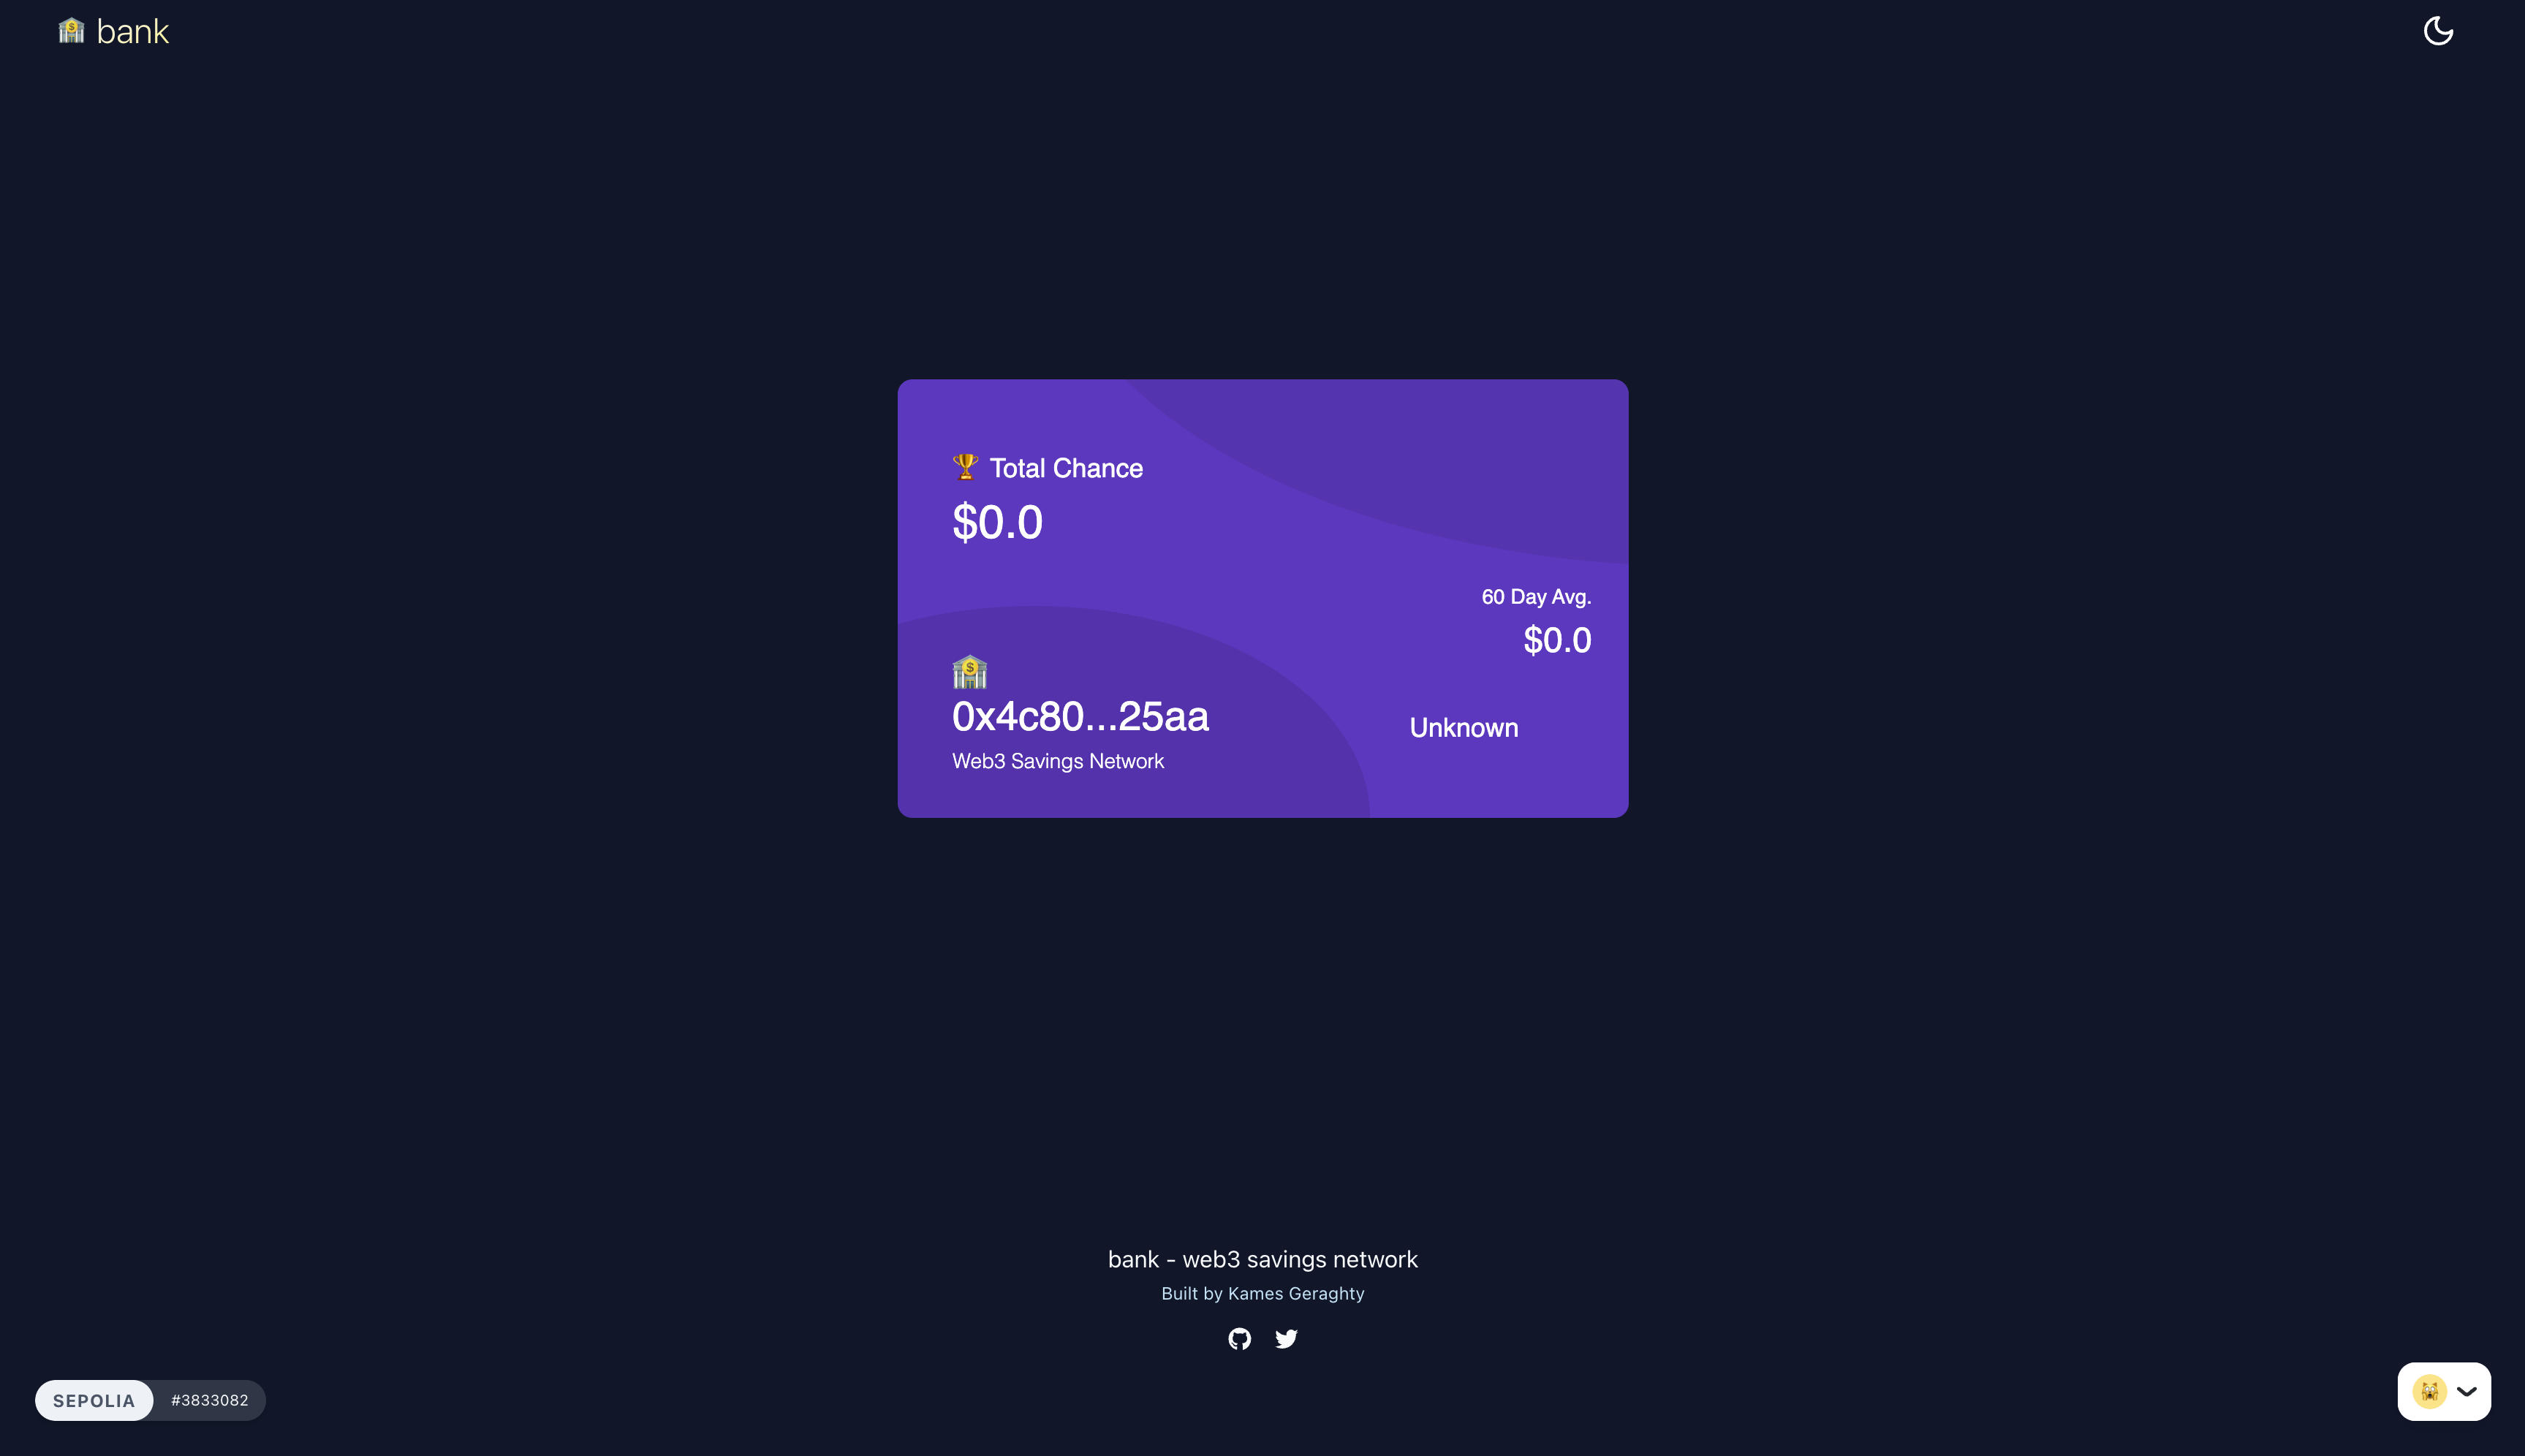 bank
Total Chance
$0.0
60 Day Avg.
$0.0
0x4c80...25aa
Unknown
Web3 Savings Network
bank - web3 savings network
Built by Kames Geraghty
SEPOLIA #3833082